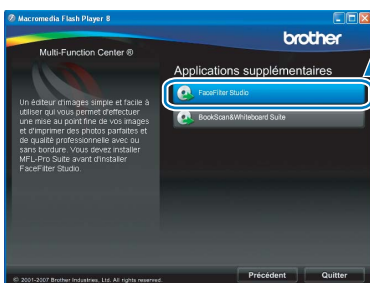 Macromedia Flash Player 8
brother
Multi-Function Center ®
Applications supplémentaires
FaceFilter Studio
BookScan&Whiteboard Suite
Un éditeur d'images simple et facile à
utiliser qui vous permet d'effectuer
une mise au point fine de vos images
et d'imprimer des photos parfaites et
de qualité professionnelle avec ou
sans bordure. Vous devez installer
MFL-Pro Suite avant d'installer
FaceFilter Studio.
Précédent
Quitter
© 2001-2007 Brother Industries, Ltd. All rights reserved.